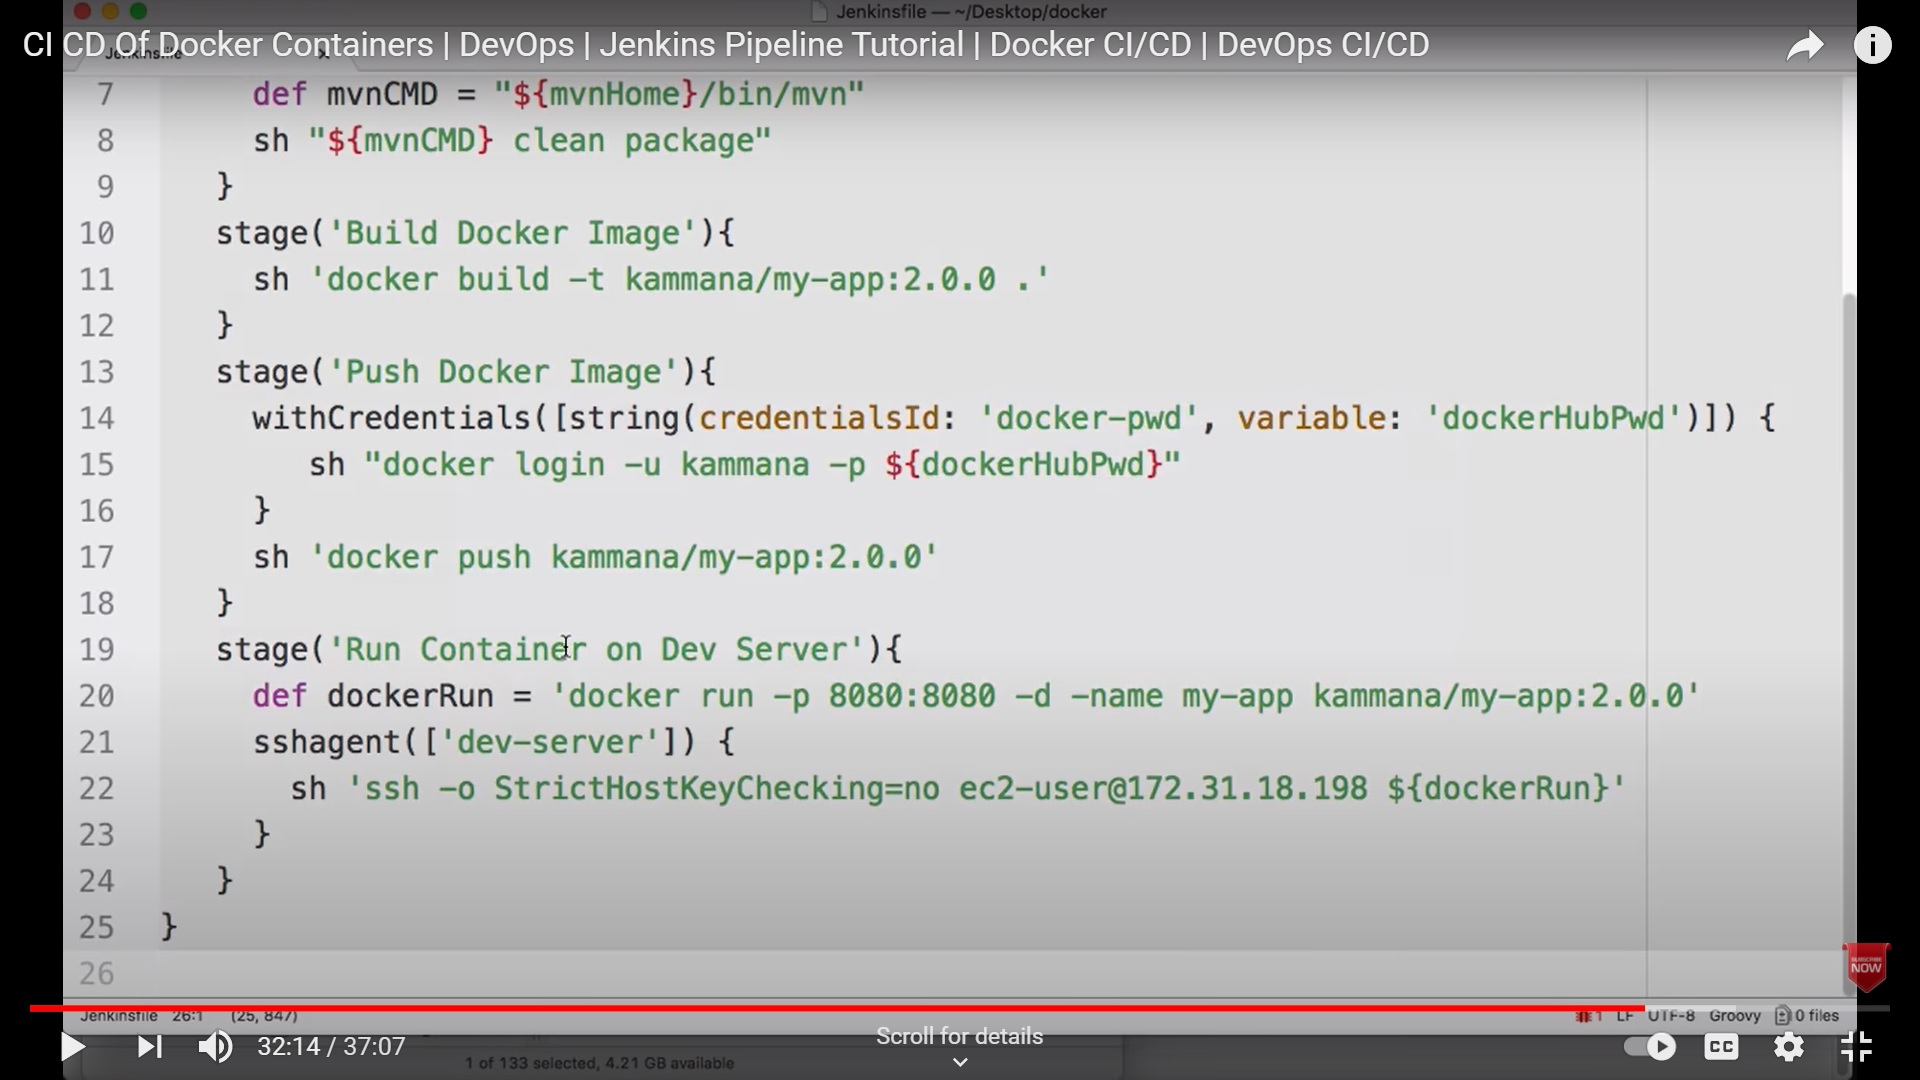 Jenkinsfile — ~/Desktop/docker
CI CD Of Docker Containers | DevOps | Jenkins Pipeline Tutorial | Docker CI/CD | DevOps CI/CD
Jenkinsfile
7 def mvnCMD = "${mvnHome}/bin/mvn"
8 sh "${mvnCMD} clean package"
9 }
10 stage('Build Docker Image'){
11 sh 'docker build -t kammana/my-app:2.0.0 .'
12 }
13 stage('Push Docker Image'){
14 withCredentials([string(credentialsId: 'docker-pwd', variable: 'dockerHubPwd')]) {
15 sh "docker login -u kammana -p ${dockerHubPwd}"
16 }
17 sh 'docker push kammana/my-app:2.0.0'
18 }
19 stage('Run Container on Dev Server'){
20 def dockerRun = 'docker run -p 8080:8080 -d -name my-app kammana/my-app:2.0.0'
21 sshagent(['dev-server']) {
22 sh 'ssh -o StrictHostKeyChecking=no ec2-user@172.31.18.198 ${dockerRun}'
23 }
24 }
25 }
26
SUBSCRIBE
NOW
Jenkinsfile 26:1 (25, 847) 1 LF UTF-8 Groovy 0 files
32:14 / 37:07 Scroll for details CC
1 of 133 selected, 4.21 GB available